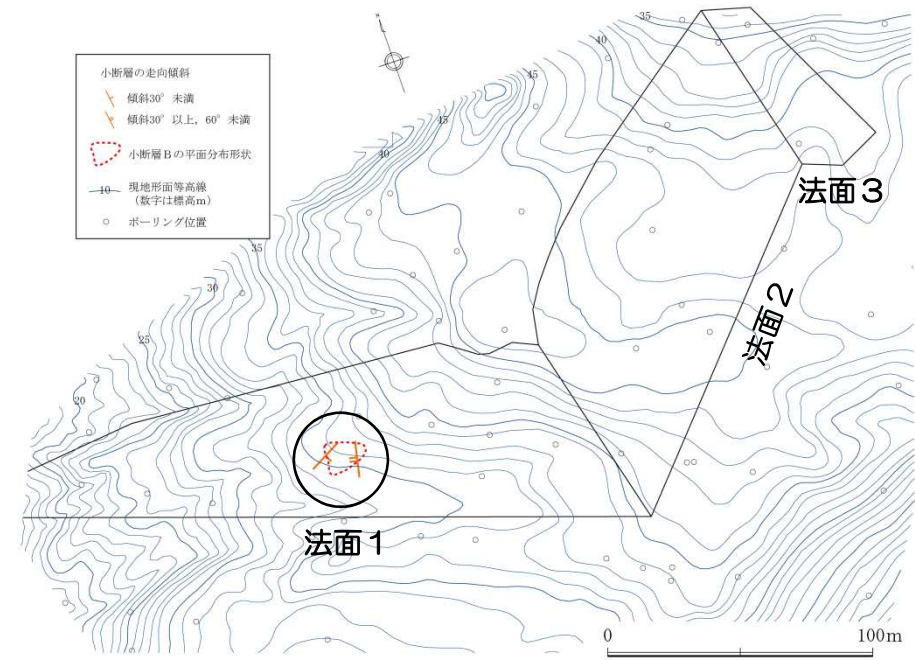 小断層の走向傾斜
傾斜30°未満
傾斜30°以上，60°未満
小断層Ｂの平面分布形状
10
現地形面等高線
（数字は標高m）
ボーリング位置
35
40
45
45
40
35
30
25
20
法面３
法面２
法面１
0
100m